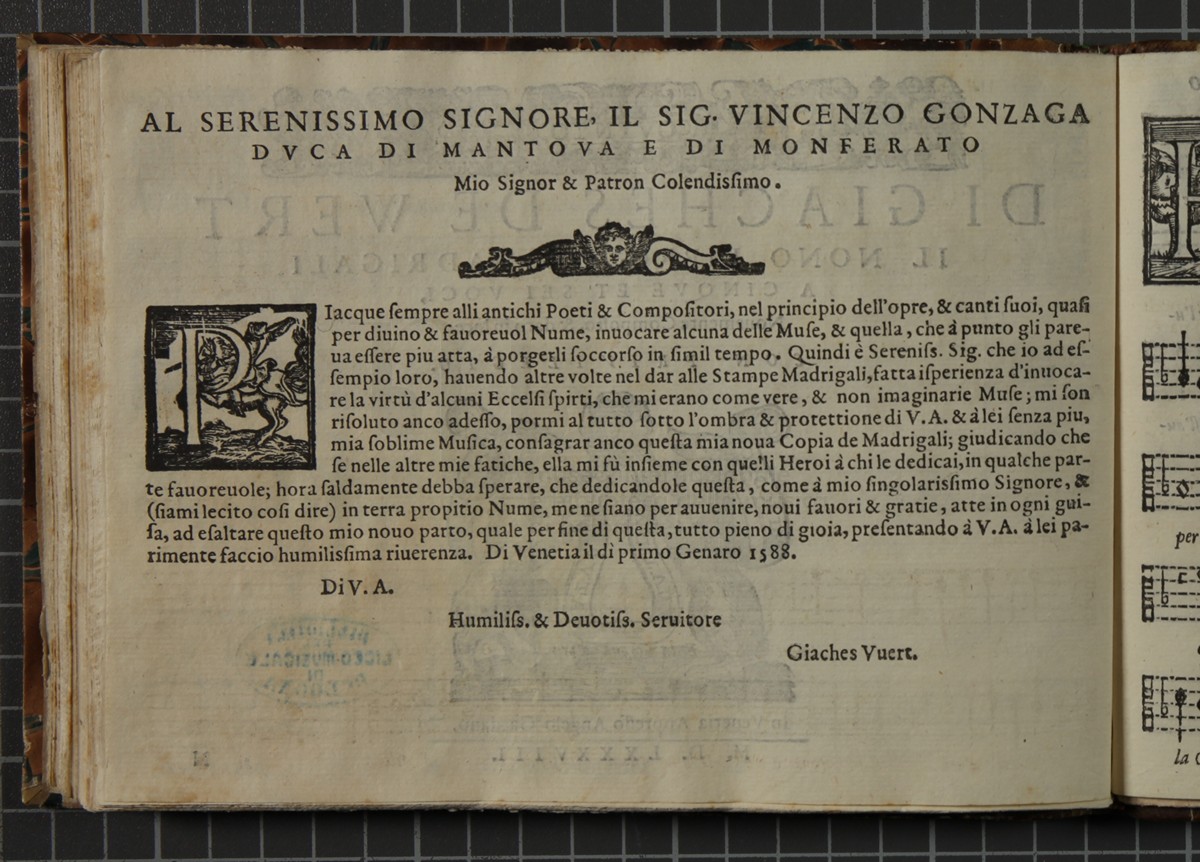 AL SERENISSIMO SIGNORE, IL SIG. VINCENZO GONZAGA
DVCA DI MANTOVA E DI MONFERATO
Mio Signor & Patron Colendiſſimo.
PIacque ſempre alli antichi Poeti & Compoſitori, nel principio dell'opre, & canti ſuoi, quaſi
per diuino & fauoreuol Nume, inuocare alcuna delle Muſe, & quella, che à punto gli pare-
ua eſſere piu atta, à porgerli ſoccorſo in ſimil tempo. Quindi è Sereniſs. Sig. che io ad eſ-
ſempio loro, hauendo altre volte nel dar alle Stampe Madrigali, fatta iſperienza d'inuoca-
re la virtù d'alcuni Eccelſi ſpirti, che mi erano come vere, & non imaginarie Muſe; mi ſon
riſoluto anco adeſſo, pormi al tutto ſotto l'ombra & protettione di V. A. & à lei ſenza piu,
mia ſoblime Muſica, conſagrar anco queſta mia noua Copia de Madrigali; giudicando che
ſe nelle altre mie fatiche, ella mi fù inſieme con quelli Heroi à chi le dedicai, in qualche par-
te fauoreuole; hora ſaldamente debba ſperare, che dedicandole queſta, come à mio ſingolariſſimo Signore, &
(ſiami lecito coſi dire) in terra propitio Nume, me ne ſiano per auuenire, noui fauori & gratie, atte in ogni gui-
ſa, ad eſaltare queſto mio nouo parto, quale per fine di queſta, tutto pieno di gioia, preſentando à V. A. à lei pa-
rimente faccio humiliſſima riuerenza. Di Venetia il dì primo Genaro 1588.
Di V. A.
Humiliſs. & Deuotiſs. Seruitore
Giaches Vuert.
per
la